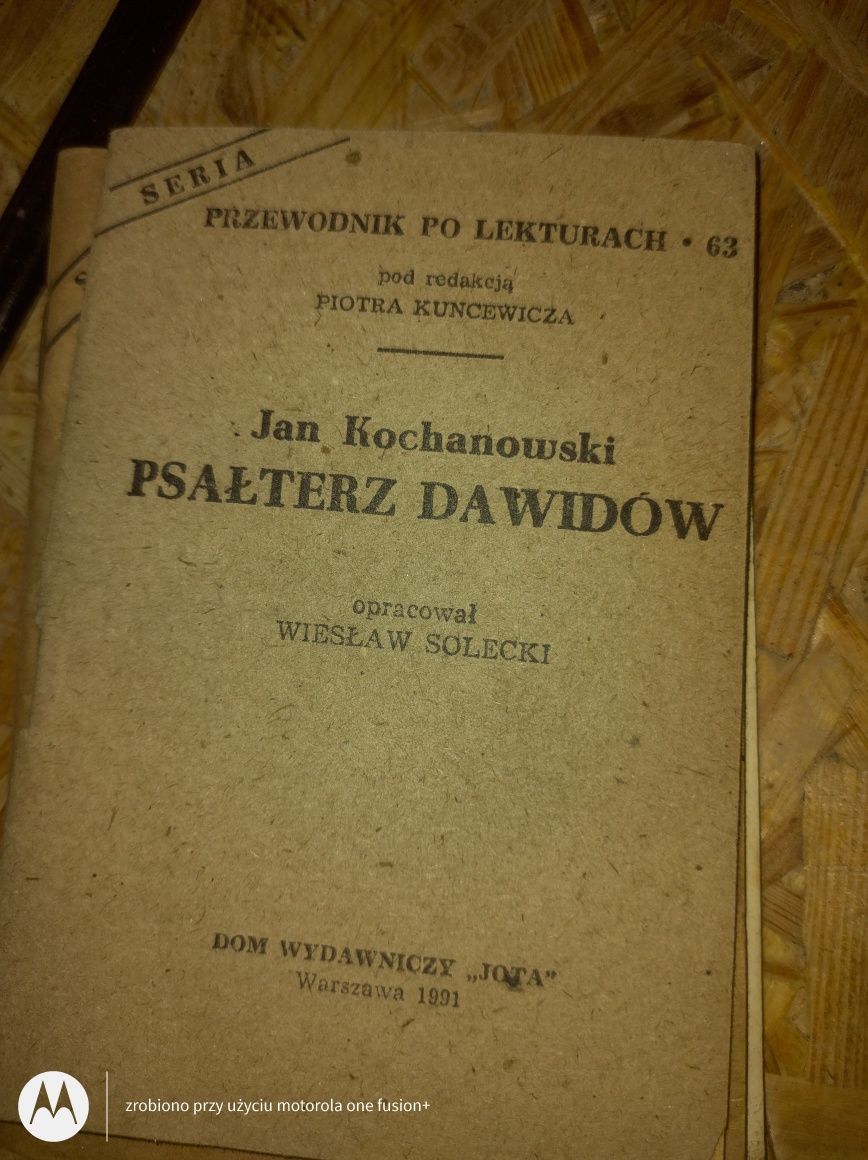 SERIA
PRZEWODNIK PO LEKTURACH • 63
pod redakcją
PIOTRA KUNCEWICZA
Jan Kochanowski
PSAŁTERZ DAWIDÓW
opracował
WIESŁAW SOLECKI
DOM WYDAWNICZY „JOTA”
Warszawa 1991
zrobiono przy użyciu motorola one fusion+